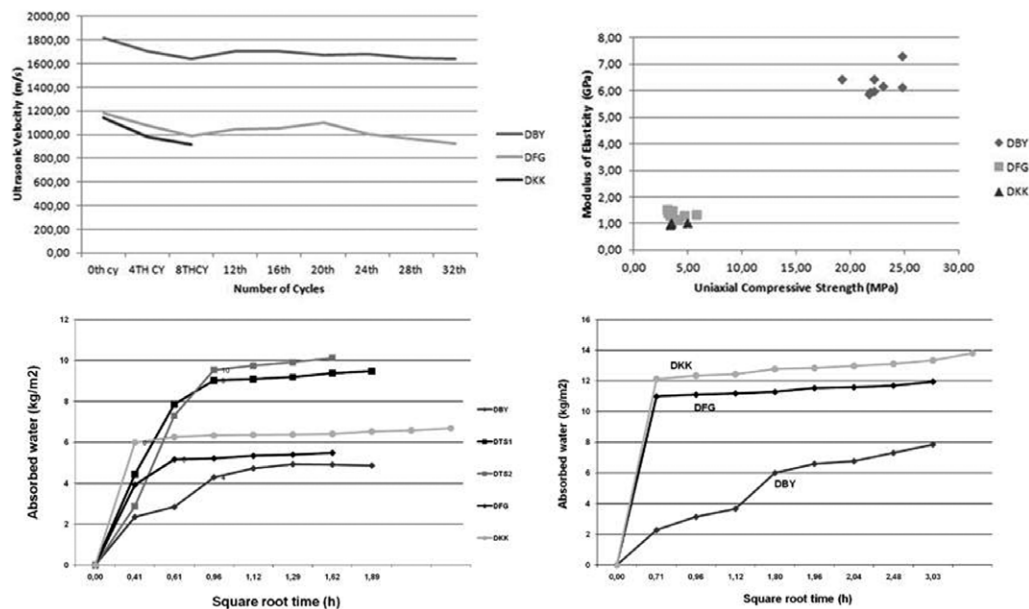 2000,00
1800,00
1600,00
1400,00
1200,00
1000,00
800,00
600,00
400,00
200,00
0,00
Ultrasonic Velocitiy (m/s)
0th cy 4TH CY 8THCY 12th 16th 20th 24th 28th 32th
Number of Cycles
DBY
DFG
DKK
8,00
7,00
6,00
5,00
4,00
3,00
2,00
1,00
0,00
Modulus of Elasticity (GPa)
0,00 5,00 10,00 15,00 20,00 25,00 30,00
Uniaxial Compressive Strength (MPa)
DBY
DFG
DKK
12
10
8
6
4
2
0
Absorbed water (kg/m2)
0,00 0,41 0,61 0,96 1,12 1,29 1,62 1,89
Square root time (h)
10
4
DBY
DTS1
DTS2
DFG
DKK
16
14
12
10
8
6
4
2
0
Absorbed water (kg/m2)
DKK
DFG
DBY
0,00 0,71 0,96 1,12 1,80 1,96 2,04 2,48 3,03
Square root time (h)